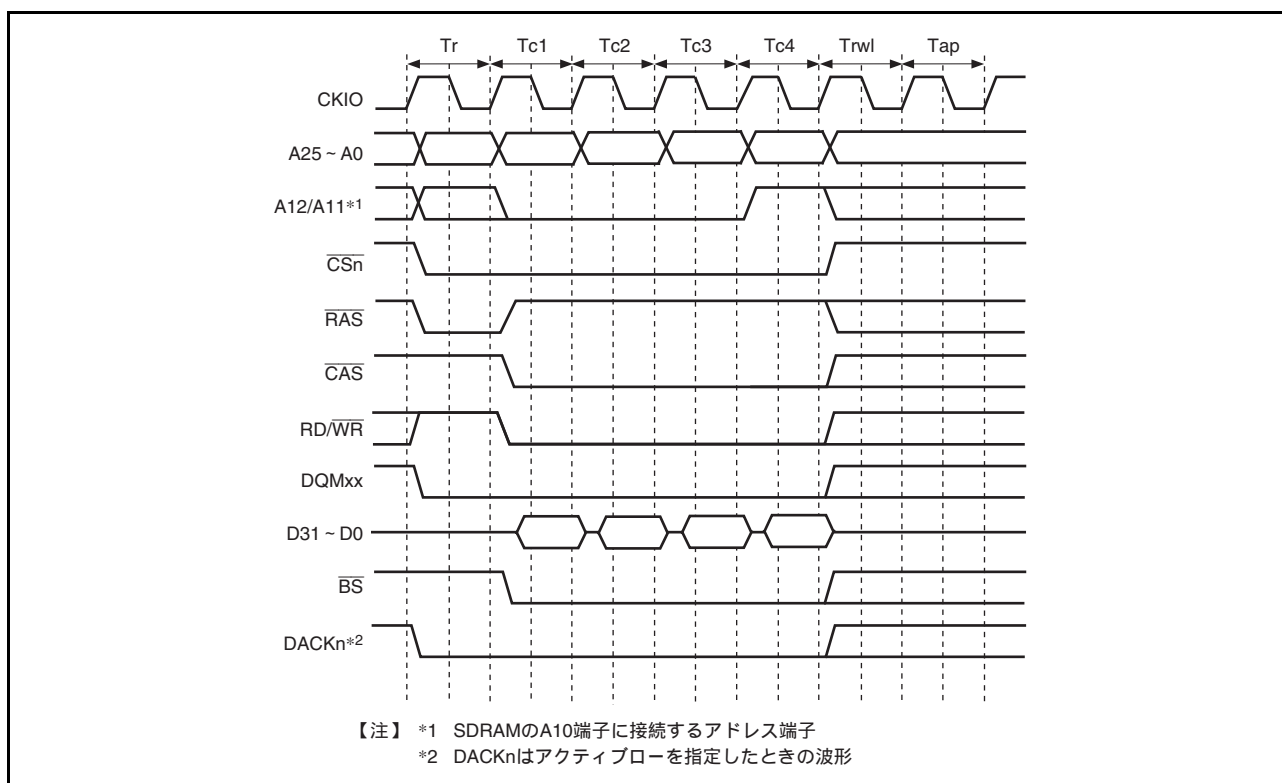 Tr Tc1 Tc2 Tc3 Tc4 Trwl Tap
CKIO
A25 ~ A0
A12/A11*1
CSn
RAS
CAS
RD/WR
DQMxx
D31 ~ D0
BS
DACKn*2
【注】 *1 SDRAMのA10端子に接続するアドレス端子
*2 DACKnはアクティブローを指定したときの波形